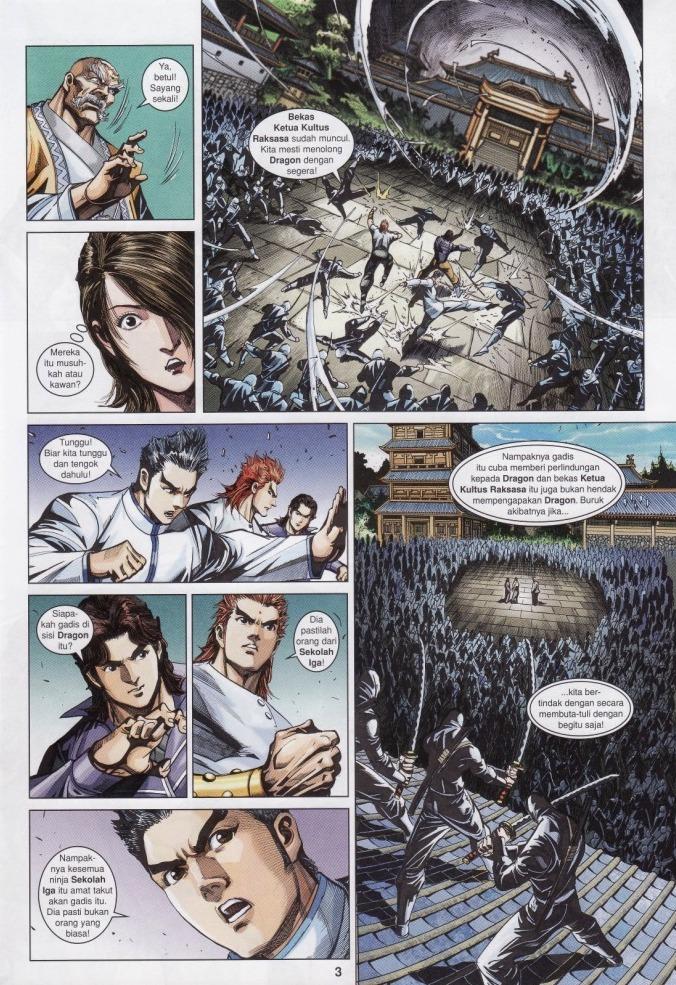 Ya,
betul!
Sayang
sekali!
Bekas
Ketua Kultus
Raksasa sudah muncul.
Kita mesti menolong
Dragon dengan
segera!
Mereka
itu musuh-
kah atau
kawan?
Tunggu!
Biar kita tunggu
dan tengok
dahulu!
Nampaknya gadis
itu cuba memberi perlindungan
kepada Dragon dan bekas Ketua
Kultus Raksasa itu juga bukan hendak
mempengapakan Dragon. Buruk
akibatnya jika...
Siapa-
kah gadis di
sisi Dragon
itu?
Dia
pastilah
orang dari
Sekolah
Iga!
...kita ber-
tindak dengan secara
membuta-tuli dengan
begitu saja!
Nampak-
nya kesemua
ninja Sekolah
Iga itu amat takut
akan gadis itu.
Dia pasti bukan
orang yang
biasa!
3